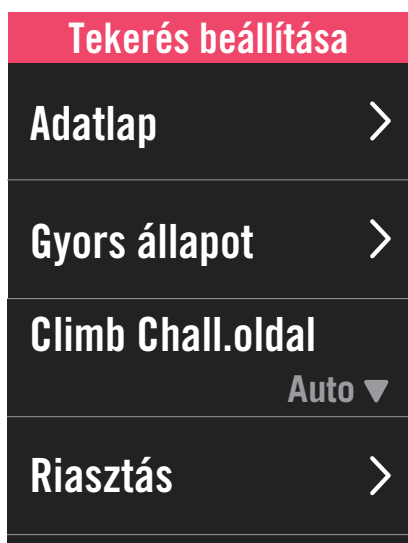 Tekerés beállítása
Adatlap
Gyors állapot
Climb Chall.oldal
Auto
Riasztás